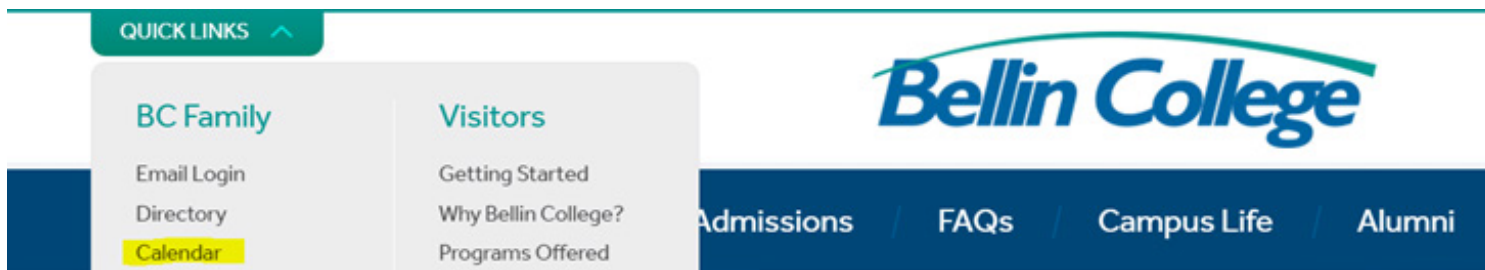 QUICK LINKS
Bellin College
BC Family
Email Login
Directory
Calendar
Visitors
Getting Started
Why Bellin College?
Programs Offered
Admissions / FAQs / Campus Life / Alumni